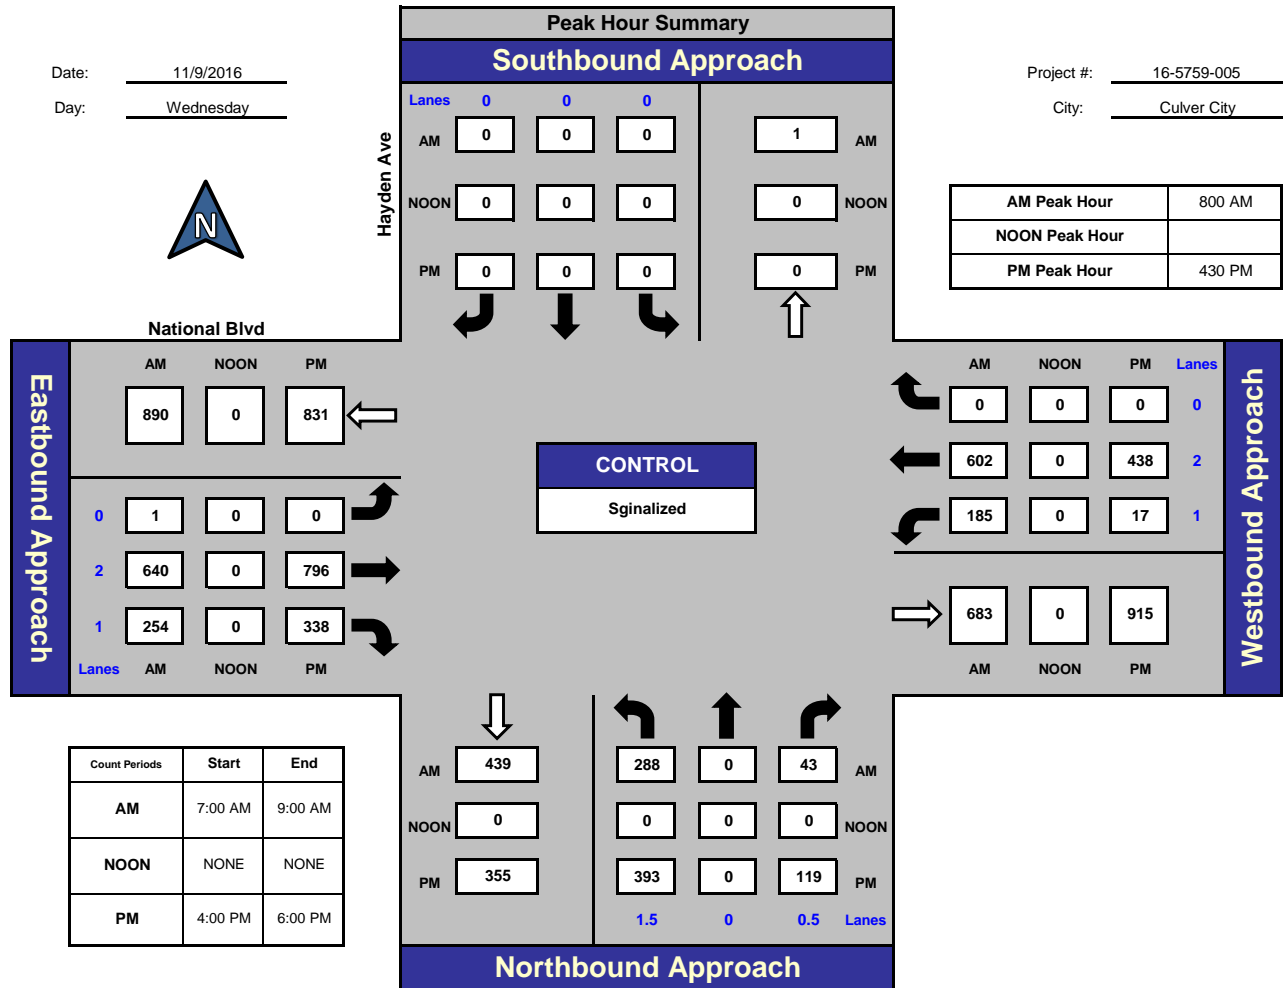 Peak Hour Summary
Southbound Approach
Date: 11/9/2016
Day: Wednesday
Project #: 16-5759-005
City: Culver City
N
Hayden Ave
Lanes 0 0 0
AM 0 0 0 1 AM
NOON 0 0 0 0 NOON
PM 0 0 0 0 PM
AM Peak Hour 800 AM
NOON Peak Hour
PM Peak Hour 430 PM
National Blvd
Eastbound Approach
AM NOON PM
890 0 831
0 1 0 0
2 640 0 796
1 254 0 338
Lanes AM NOON PM
CONTROL
Sginalized
AM NOON PM Lanes
0 0 0 0
602 0 438 2
185 0 17 1
683 0 915
AM NOON PM
Westbound Approach
Count Periods Start End
AM 7:00 AM 9:00 AM
NOON NONE NONE
PM 4:00 PM 6:00 PM
AM 439 288 0 43 AM
NOON 0 0 0 0 NOON
PM 355 393 0 119 PM
1.5 0 0.5 Lanes
Northbound Approach